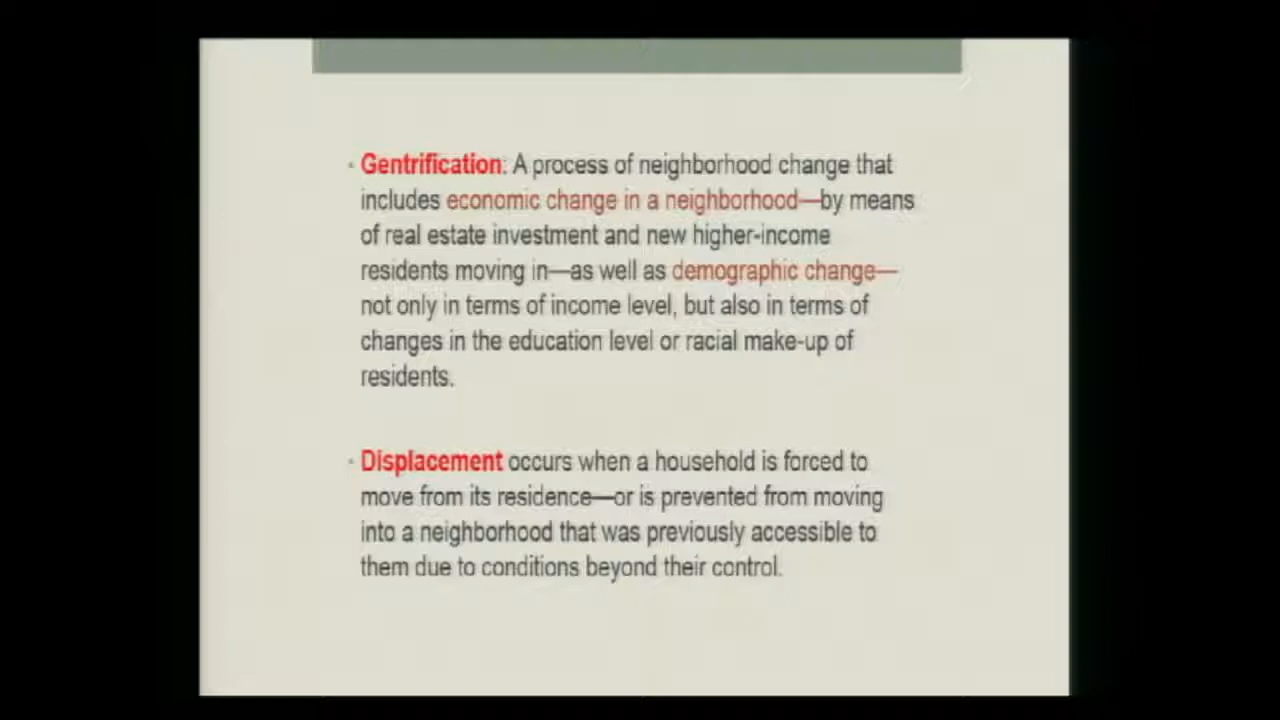 • Gentrification: A process of neighborhood change that
includes economic change in a neighborhood—by means
of real estate investment and new higher-income
residents moving in—as well as demographic change—
not only in terms of income level, but also in terms of
changes in the education level or racial make-up of
residents.
• Displacement occurs when a household is forced to
move from its residence—or is prevented from moving
into a neighborhood that was previously accessible to
them due to conditions beyond their control.